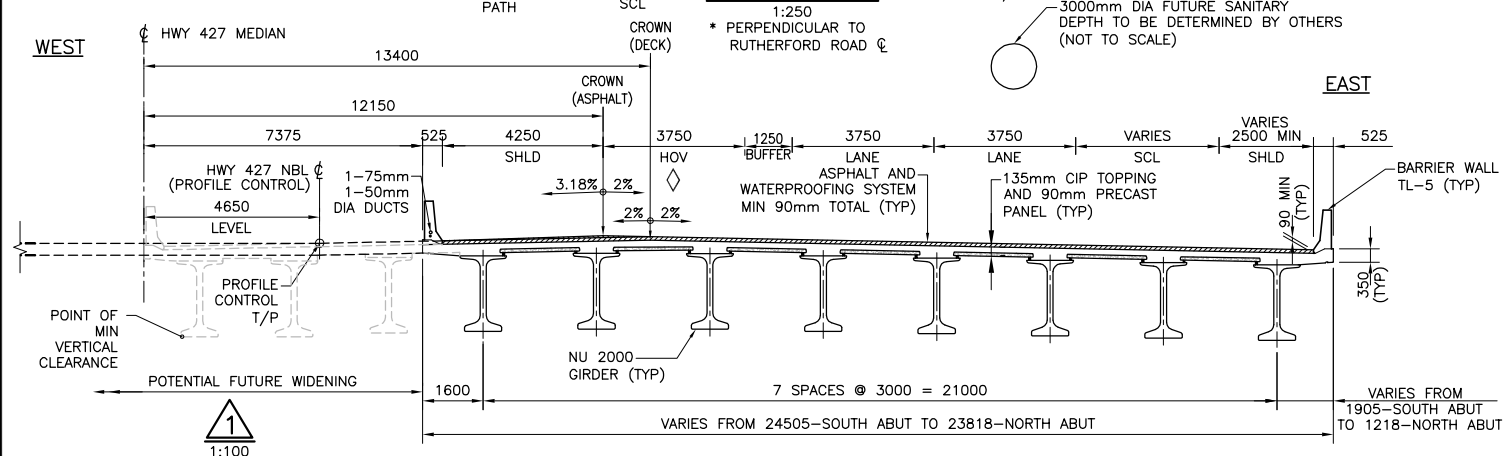 PATH
SCL
1:250
* PERPENDICULAR TO
RUTHERFORD ROAD ℄
3000mm DIA FUTURE SANITARY
DEPTH TO BE DETERMINED BY OTHERS
(NOT TO SCALE)
WEST
℄ HWY 427 MEDIAN
CROWN
(DECK)
13400
EAST
CROWN
(ASPHALT)
12150
7375
525
4250
SHLD
3750
HOV
1250
BUFFER
3750
LANE
3750
LANE
VARIES
SCL
VARIES
2500 MIN
SHLD
525
HWY 427 NBL ℄
(PROFILE CONTROL)
4650
LEVEL
1-75mm
1-50mm
DIA DUCTS
3.18%
2%
2%
2%
ASPHALT AND
WATERPROOFING SYSTEM
MIN 90mm TOTAL (TYP)
135mm CIP TOPPING
AND 90mm PRECAST
PANEL (TYP)
90 MIN
(TYP)
BARRIER WALL
TL-5 (TYP)
350
(TYP)
PROFILE
CONTROL
T/P
POINT OF
MIN
VERTICAL
CLEARANCE
NU 2000
GIRDER (TYP)
POTENTIAL FUTURE WIDENING
1600
7 SPACES @ 3000 = 21000
VARIES FROM
1905-SOUTH ABUT
TO 1218-NORTH ABUT
VARIES FROM 24505-SOUTH ABUT TO 23818-NORTH ABUT
1
1:100